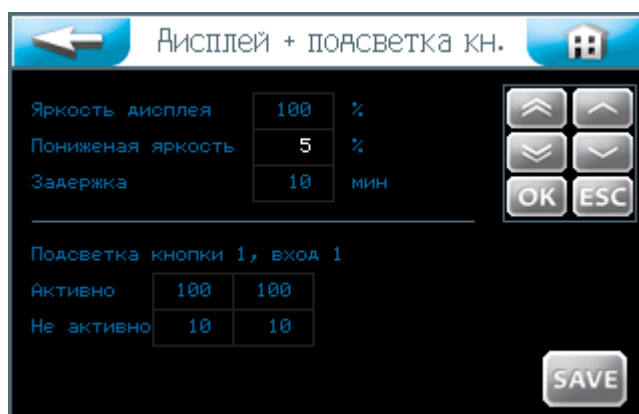 Дисплей + подсветка кн.
Яркость дисплея 100 %
Пониженая яркость 5 %
Задержка 10 мин
OK ESC
Подсветка кнопки 1, вход 1
Активно 100 100
Не активно 10 10
SAVE